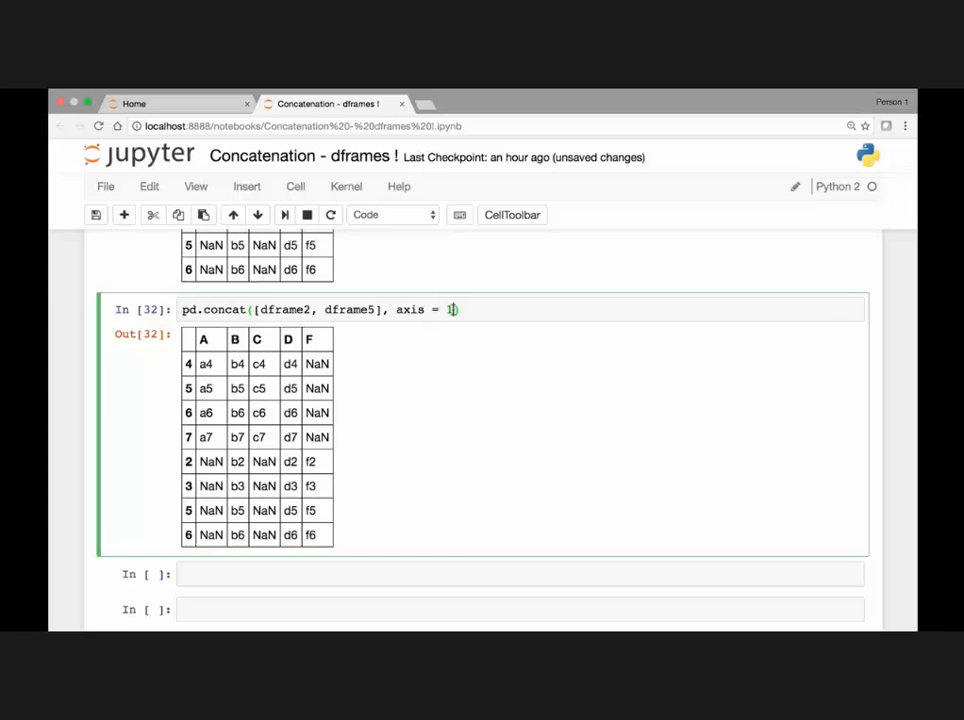 Home
Concatenation - dframes !
Person 1
localhost:8888/notebooks/Concatenation%20-%20dframes%20!.ipynb
jupyter Concatenation - dframes ! Last Checkpoint: an hour ago (unsaved changes)
File Edit View Insert Cell Kernel Help Python 2
Code CellToolbar
5 NaN b5 NaN d5 f5
6 NaN b6 NaN d6 f6
In [32]: pd.concat([dframe2, dframe5], axis = 1)
Out[32]:
A B C D F
4 a4 b4 c4 d4 NaN
5 a5 b5 c5 d5 NaN
6 a6 b6 c6 d6 NaN
7 a7 b7 c7 d7 NaN
2 NaN b2 NaN d2 f2
3 NaN b3 NaN d3 f3
5 NaN b5 NaN d5 f5
6 NaN b6 NaN d6 f6
In [ ]:
In [ ]: